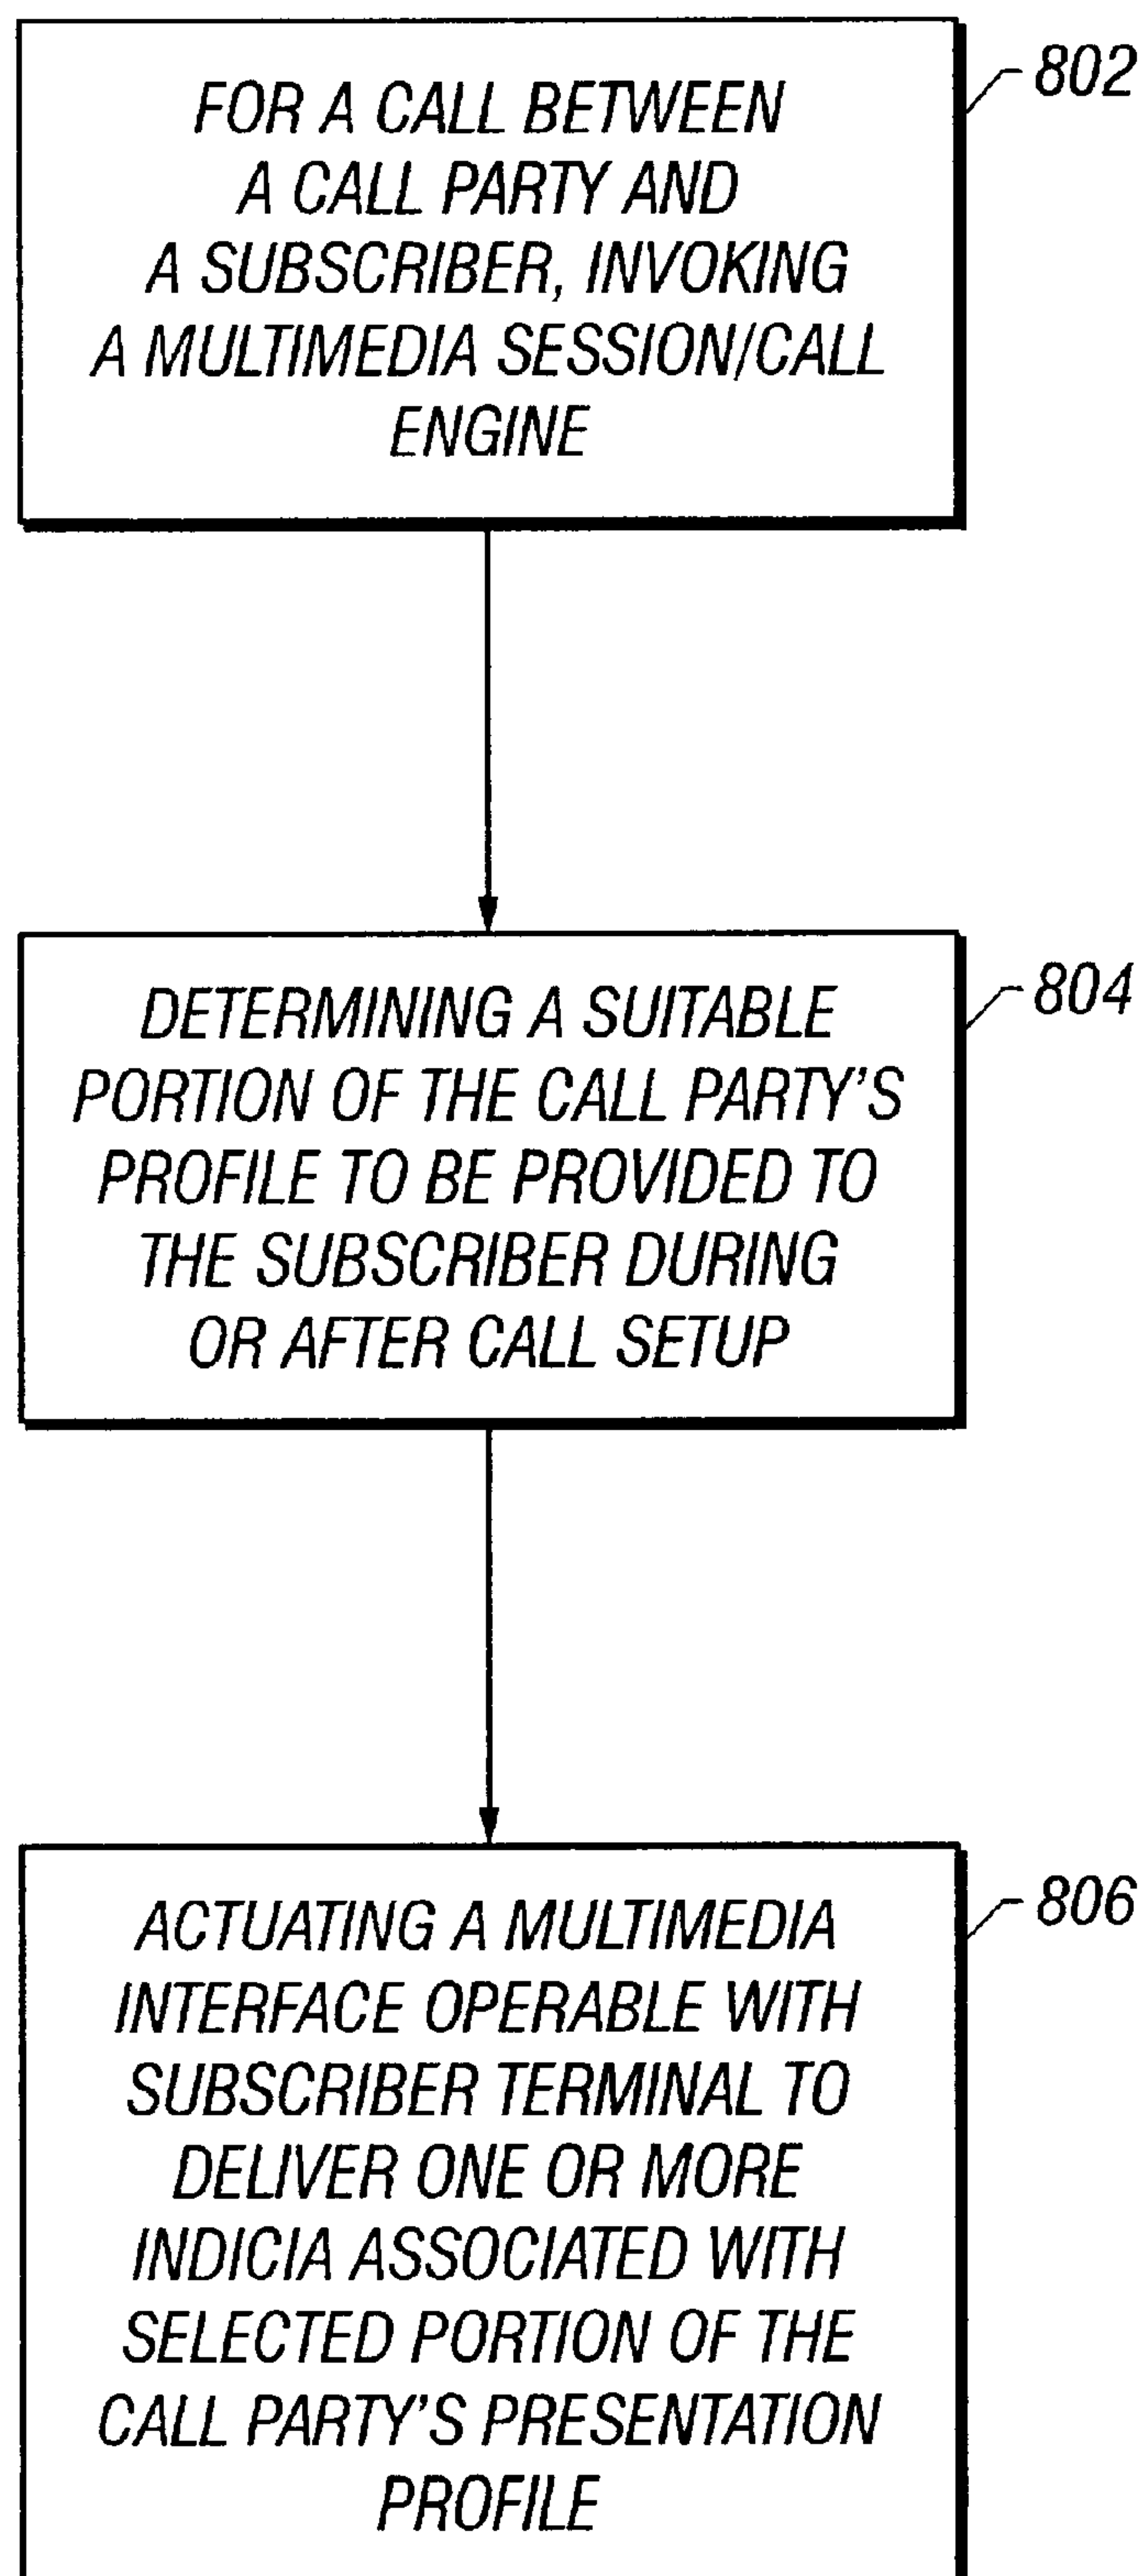 FOR A CALL BETWEEN
A CALL PARTY AND
A SUBSCRIBER, INVOKING
A MULTIMEDIA SESSION/CALL
ENGINE
802
DETERMINING A SUITABLE
PORTION OF THE CALL PARTY'S
PROFILE TO BE PROVIDED TO
THE SUBSCRIBER DURING
OR AFTER CALL SETUP
804
ACTUATING A MULTIMEDIA
INTERFACE OPERABLE WITH
SUBSCRIBER TERMINAL TO
DELIVER ONE OR MORE
INDICIA ASSOCIATED WITH
SELECTED PORTION OF THE
CALL PARTY'S PRESENTATION
PROFILE
806